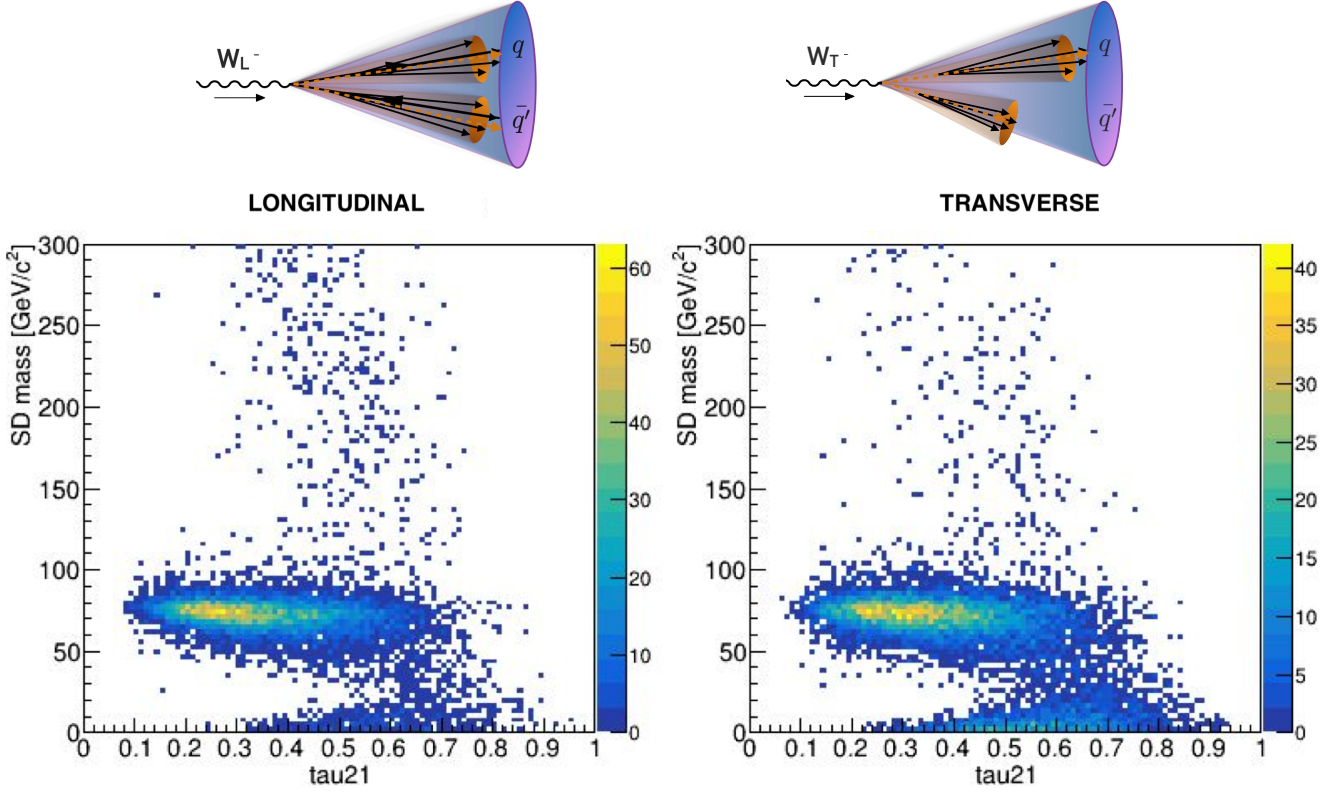 W_L^-
q
q̄′
W_T^-
q
q̄′
LONGITUDINAL
TRANSVERSE
SD mass [GeV/c²]
300
250
200
150
100
50
0
0 0.1 0.2 0.3 0.4 0.5 0.6 0.7 0.8 0.9 1
tau21
60
50
40
30
20
10
0
SD mass [GeV/c²]
300
250
200
150
100
50
0
0 0.1 0.2 0.3 0.4 0.5 0.6 0.7 0.8 0.9 1
tau21
40
35
30
25
20
15
10
5
0